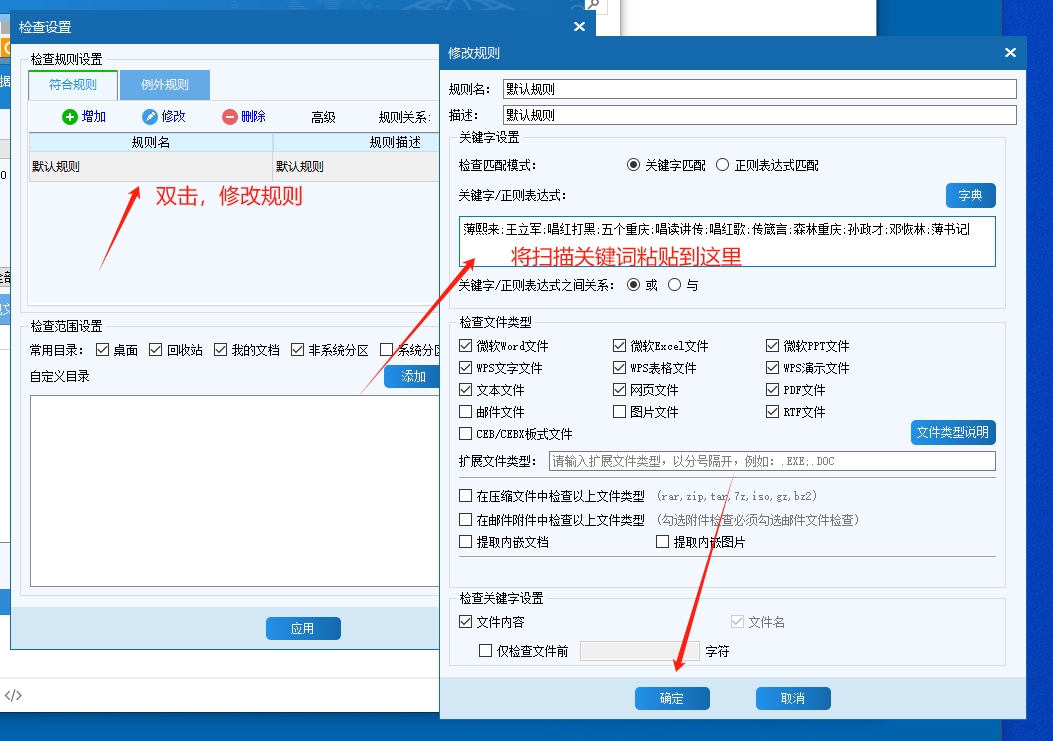 检查设置
检查规则设置
符合规则 例外规则
增加 修改 删除 高级 规则关系:
规则名 规则描述
默认规则 默认规则
双击，修改规则
检查范围设置
常用目录: 桌面 回收站 我的文档 非系统分区 系统分区
自定义目录 添加
应用
</>
修改规则
规则名: 默认规则
描述: 默认规则
关键字设置
检查匹配模式: 关键字匹配 正则表达式匹配
关键字/正则表达式: 字典
薄熙来;王立军;唱红打黑;五个重庆;唱读讲传;唱红歌;传箴言;森林重庆;孙政才;邓恢林;薄书记
将扫描关键词粘贴到这里
关键字/正则表达式之间关系: 或 与
检查文件类型
微软Word文件 微软Excel文件 微软PPT文件
WPS文字文件 WPS表格文件 WPS演示文件
文本文件 网页文件 PDF文件
邮件文件 图片文件 RTF文件
CEB/CEBX板式文件 文件类型说明
扩展文件类型: 请输入扩展文件类型，以分号隔开，例如: .EXE;.DOC
在压缩文件中检查以上文件类型 (rar,zip,tar,7z,iso,gz,bz2)
在邮件附件中检查以上文件类型 (勾选附件检查必须勾选邮件文件检查)
提取内嵌文档 提取内嵌图片
检查关键字设置
文件内容 文件名
仅检查文件前 字符
确定 取消